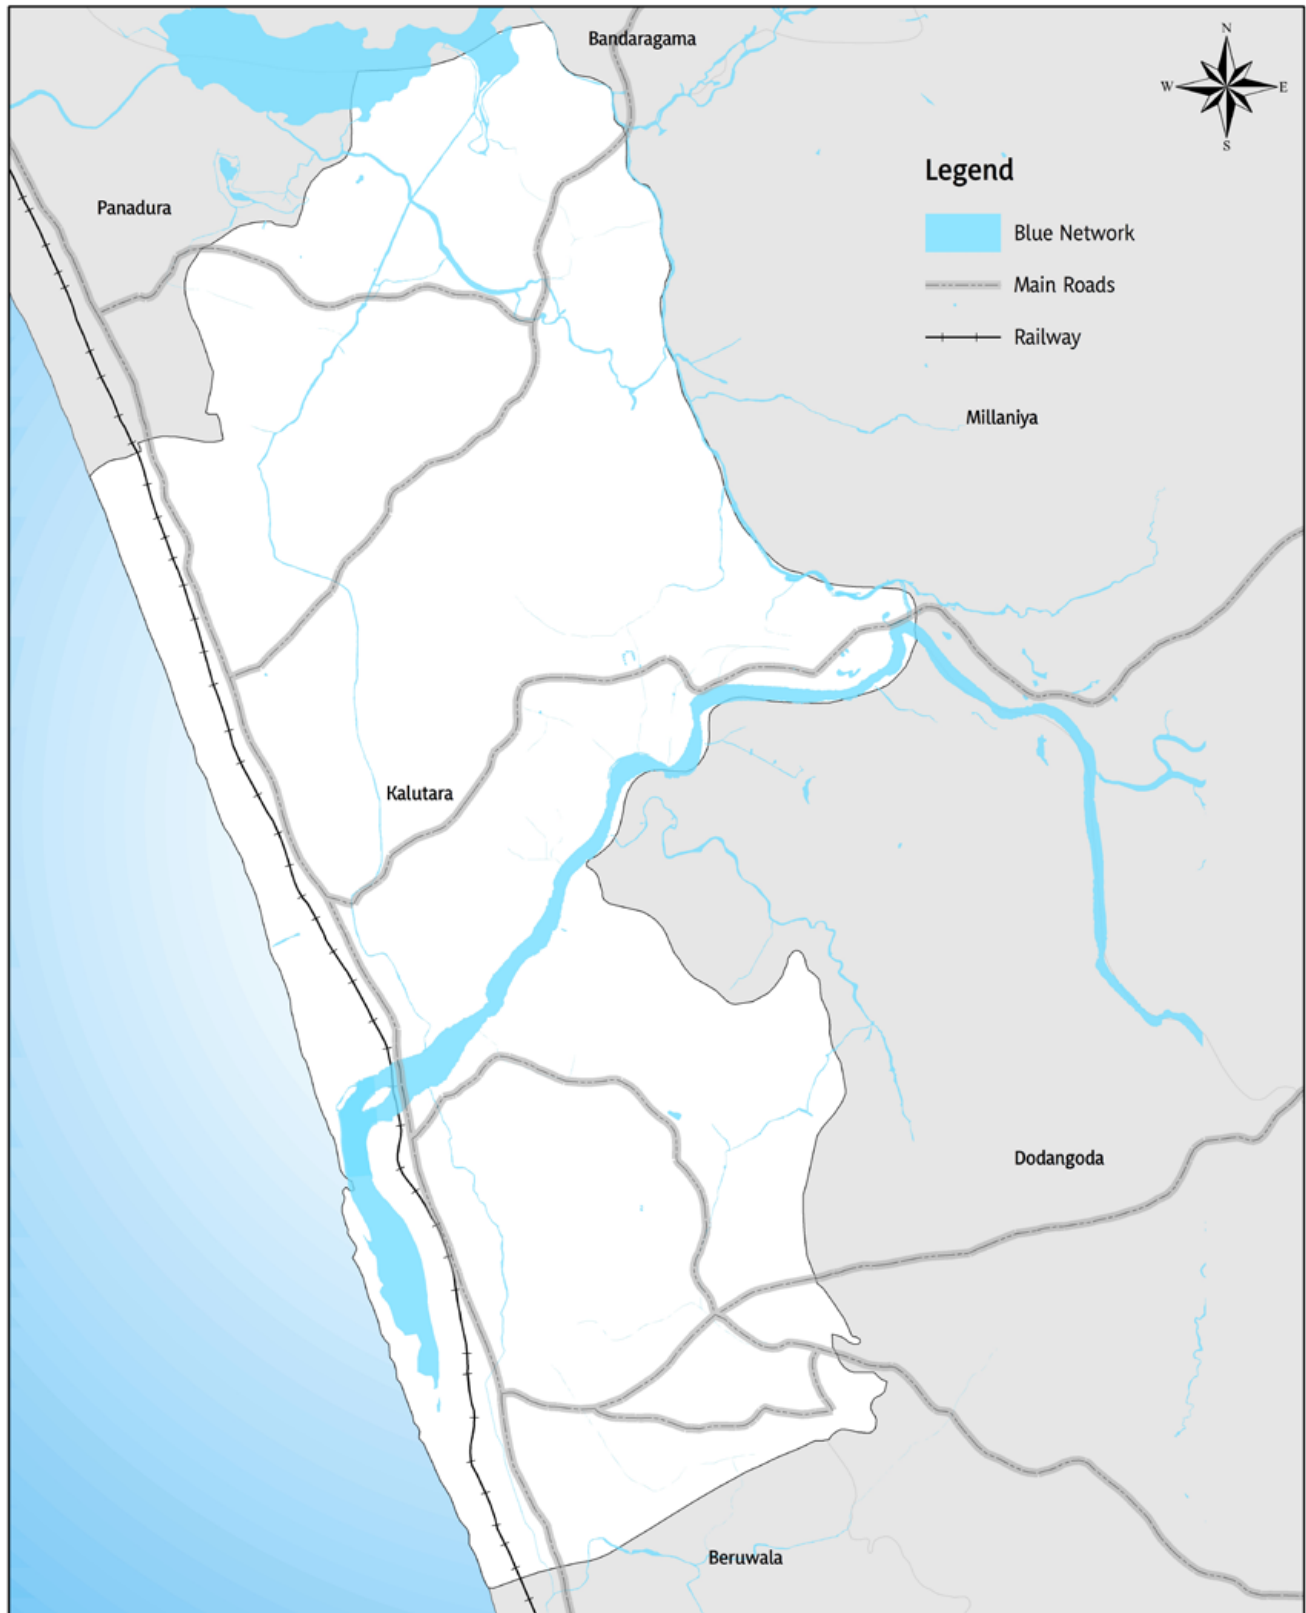 Bandaragama
N
W
E
S
Legend
Panadura
Blue Network
Main Roads
Railway
Millaniya
Kalutara
Dodangoda
Beruwala